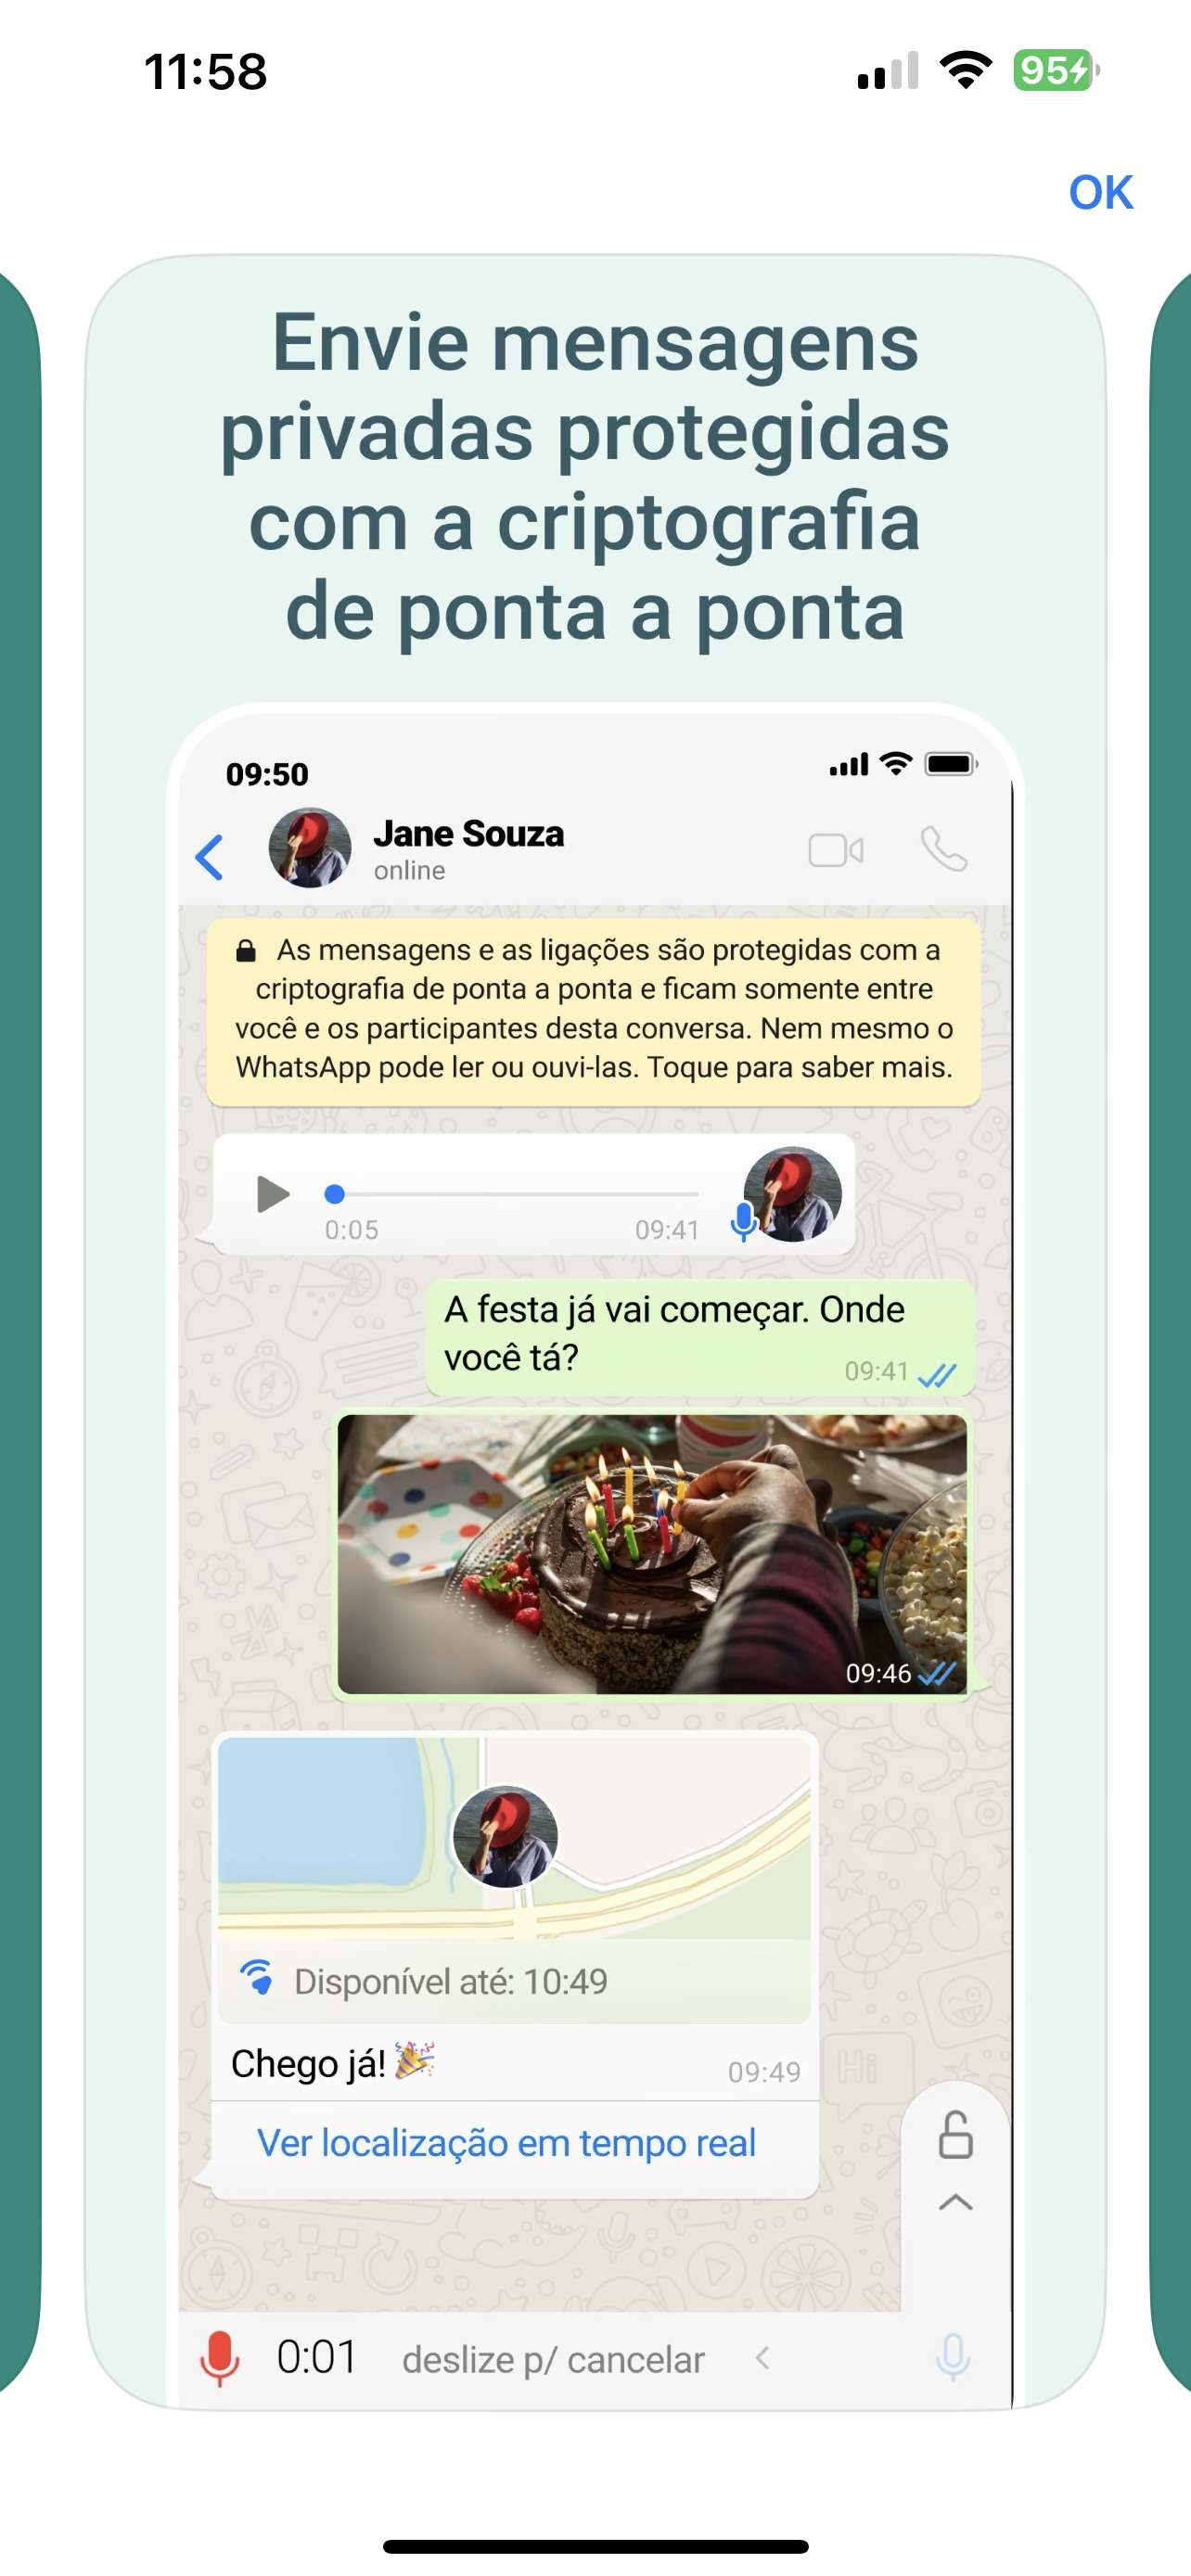 11:58
95
OK
Envie mensagens
privadas protegidas
com a criptografia
de ponta a ponta
09:50
Jane Souza
online
As mensagens e as ligações são protegidas com a
criptografia de ponta a ponta e ficam somente entre
você e os participantes desta conversa. Nem mesmo o
WhatsApp pode ler ou ouvi-las. Toque para saber mais.
0:05 09:41
A festa já vai começar. Onde
você tá?
09:41
09:46
Disponível até: 10:49
Chego já!🎉
09:49
Hi
Ver localização em tempo real
0:01 deslize p/ cancelar <